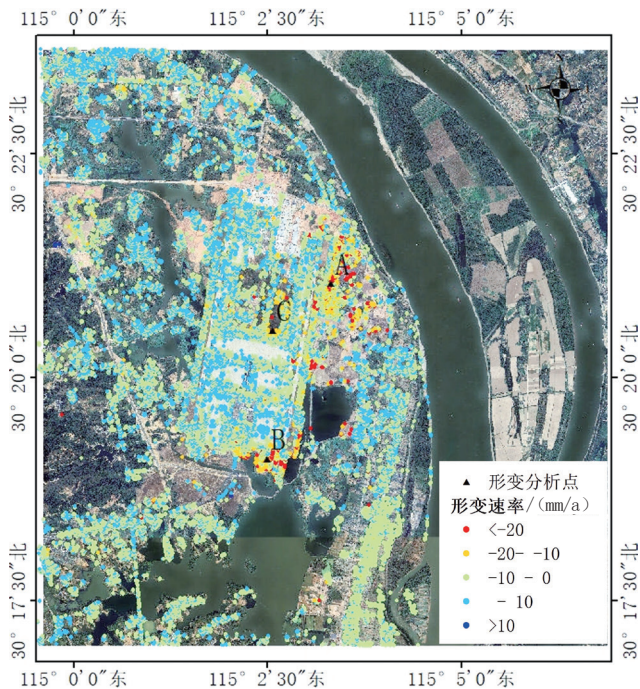 115° 0'0"东
115° 2'30"东
115° 5'0"东
30° 22'30"北
30° 22'30"北
A
C
30° 20'0"北
30° 20'0"北
B
形变分析点
形变速率/(mm/a)
<-20
-20- -10
-10 - 0
- 10
>10
30° 17'30"北
30° 17'30"北
115° 0'0"东
115° 2'30"东
115° 5'0"东